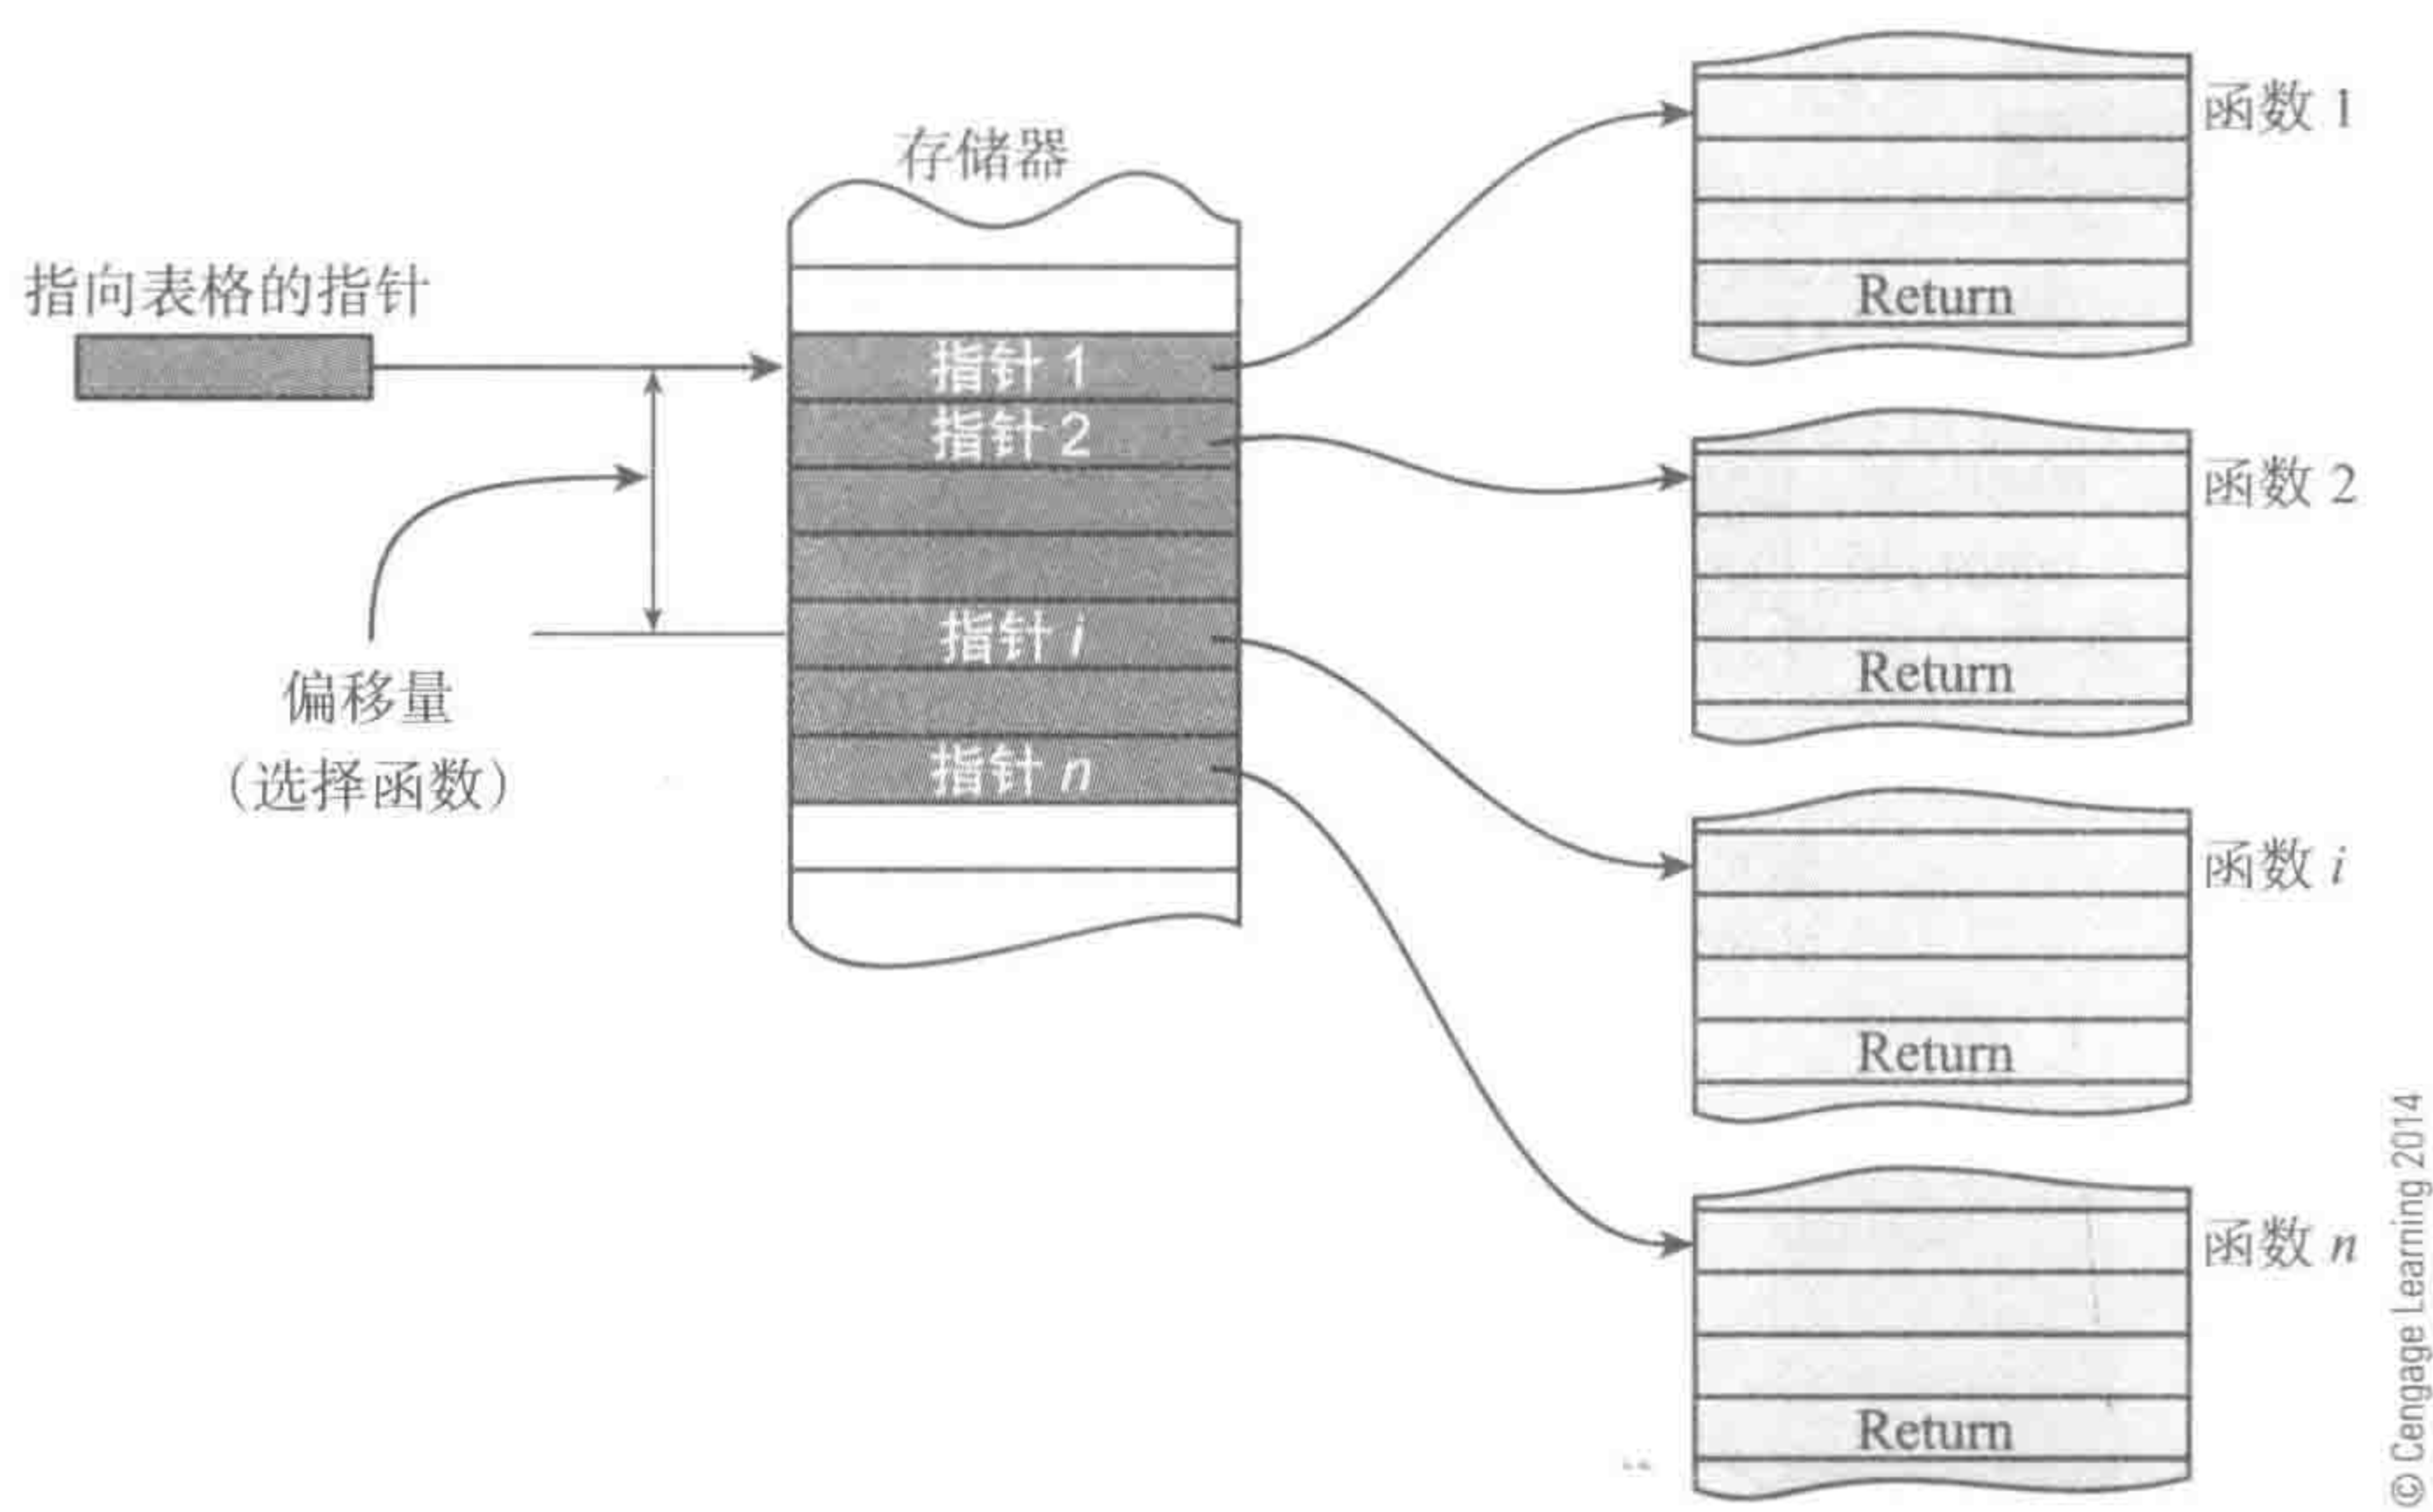 存储器
指向表格的指针
指针 1
指针 2
指针 i
指针 n
偏移量
（选择函数）
函数 1
Return
函数 2
Return
函数 i
Return
函数 n
Return
© Cengage Learning 2014